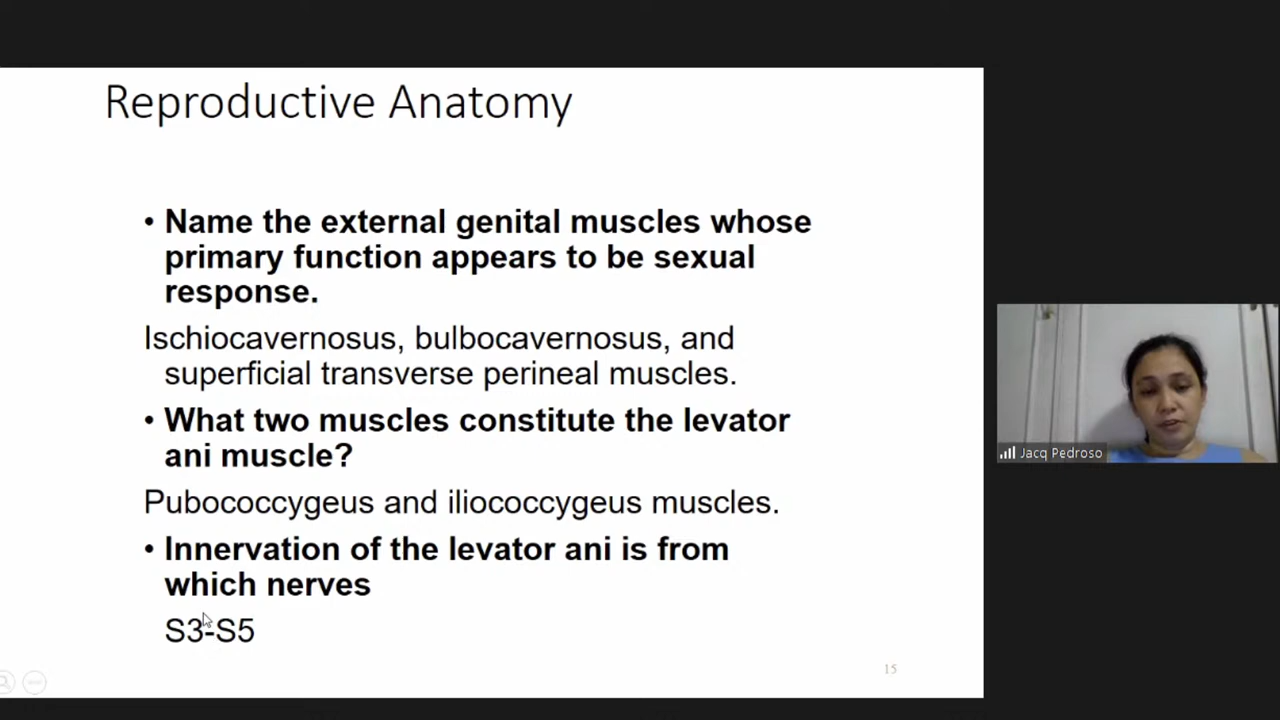 Reproductive Anatomy
• Name the external genital muscles whose
primary function appears to be sexual
response.
Ischiocavernosus, bulbocavernosus, and
superficial transverse perineal muscles.
• What two muscles constitute the levator
ani muscle?
Pubococcygeus and iliococcygeus muscles.
• Innervation of the levator ani is from
which nerves
S3-S5
15
Jacq Pedroso